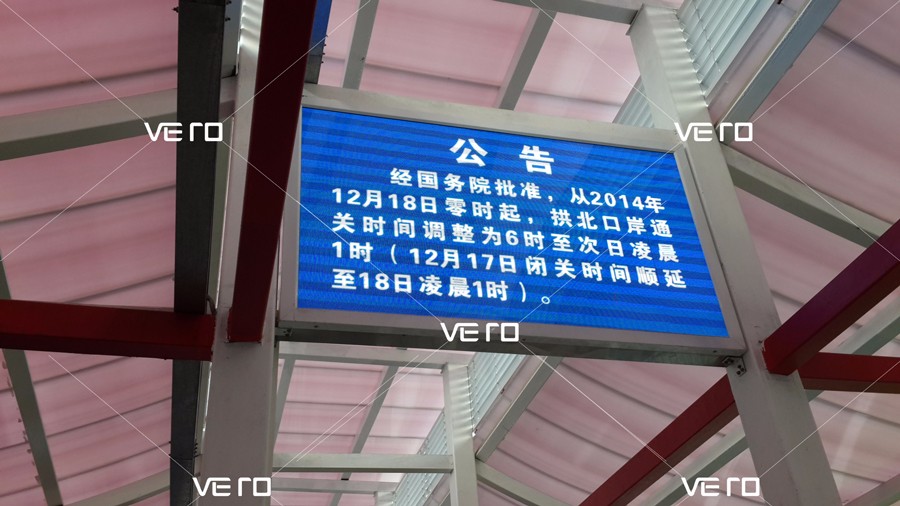 VERO
VERO
公告
经国务院批准，从2014年
12月18日零时起，拱北口岸通
关时间调整为6时至次日凌晨
1时（12月17日闭关时间顺延
至18日凌晨1时）。
VERO
VERO
VERO